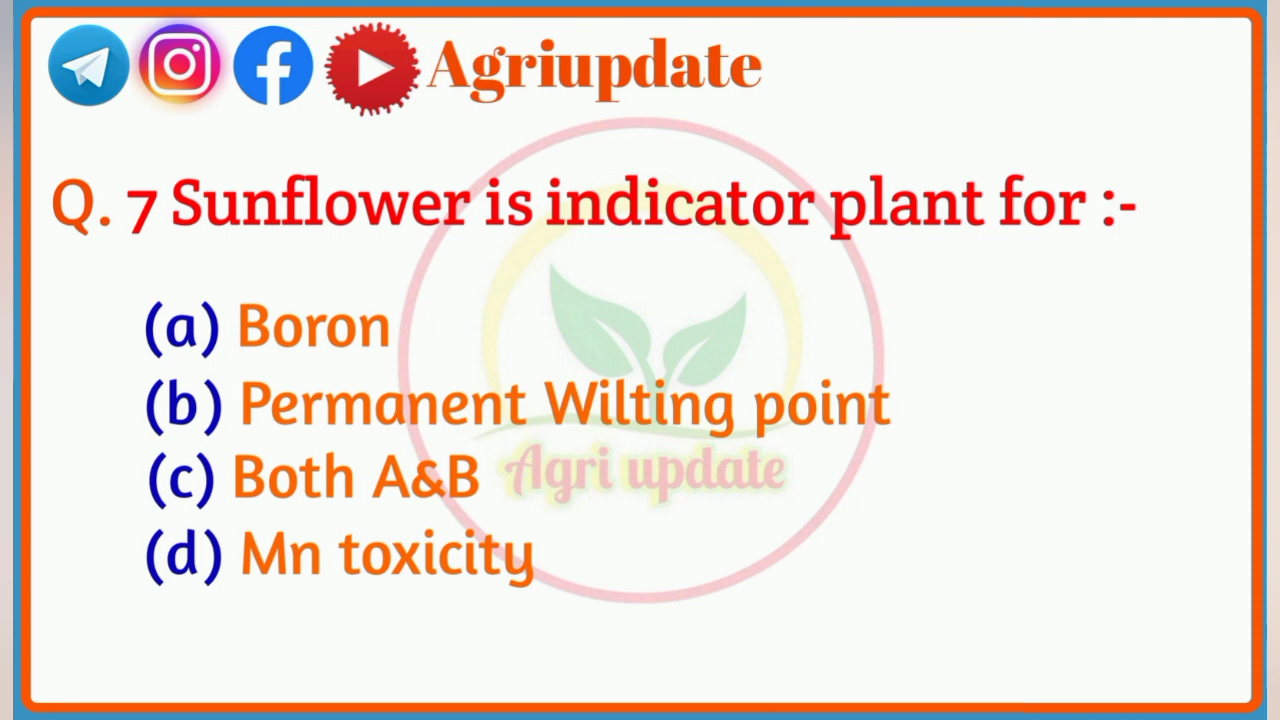 Agriupdate
Q. 7 Sunflower is indicator plant for :-
(a) Boron
(b) Permanent Wilting point
(c) Both A&B
Agri update
(d) Mn toxicity